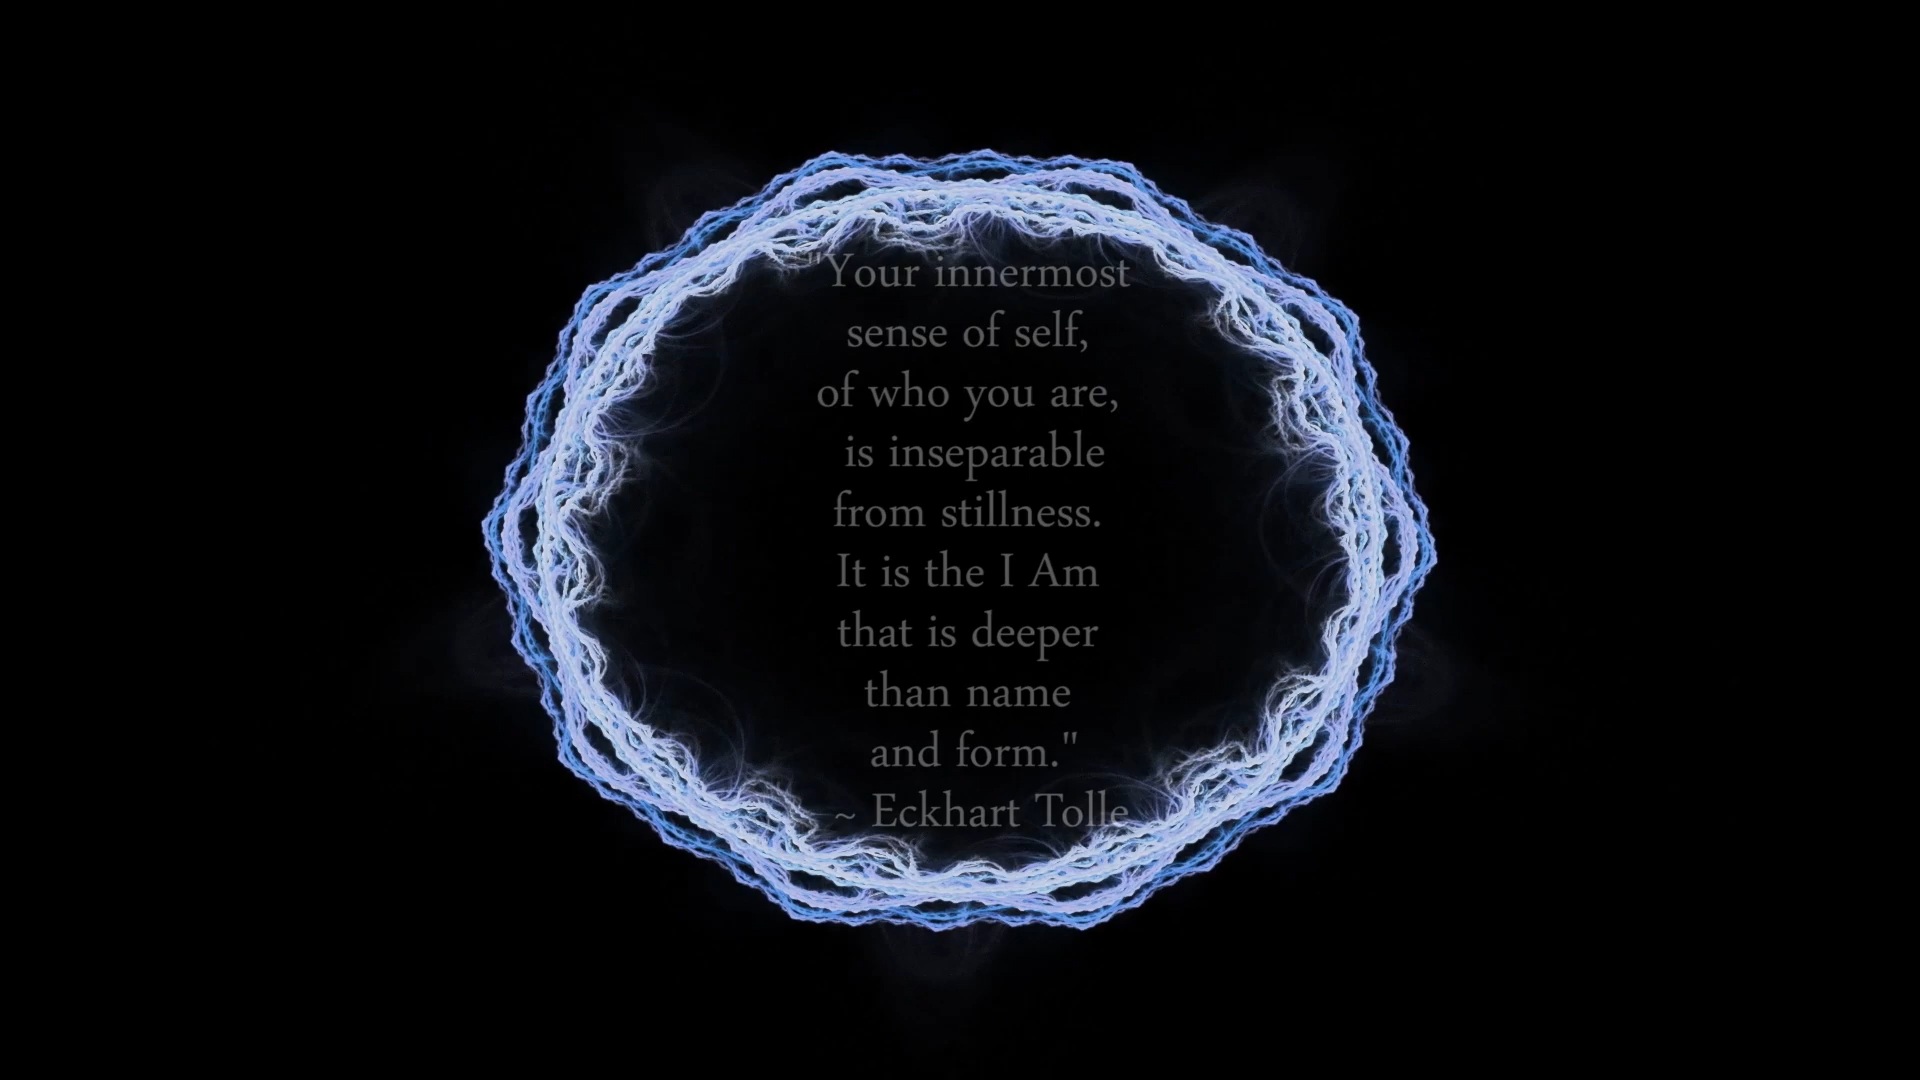 "Your innermost
sense of self,
of who you are,
is inseparable
from stillness.
It is the I Am
that is deeper
than name
and form."
~ Eckhart Tolle